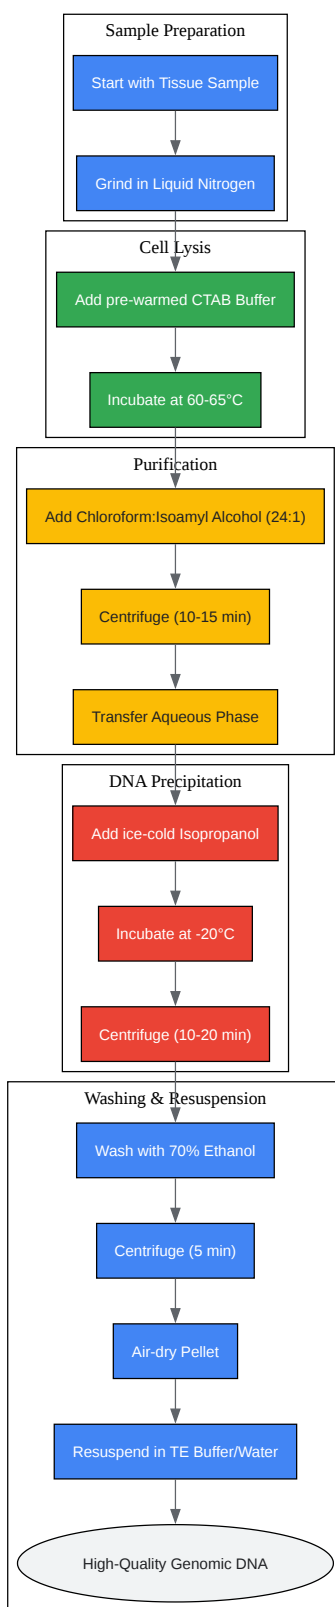 Sample Preparation
Start with Tissue Sample
Grind in Liquid Nitrogen
Cell Lysis
Add pre-warmed CTAB Buffer
Incubate at 60-65°C
Purification
Add Chloroform:Isoamyl Alcohol (24:1)
Centrifuge (10-15 min)
Transfer Aqueous Phase
DNA Precipitation
Add ice-cold Isopropanol
Incubate at -20°C
Centrifuge (10-20 min)
Washing & Resuspension
Wash with 70% Ethanol
Centrifuge (5 min)
Air-dry Pellet
Resuspend in TE Buffer/Water
High-Quality Genomic DNA